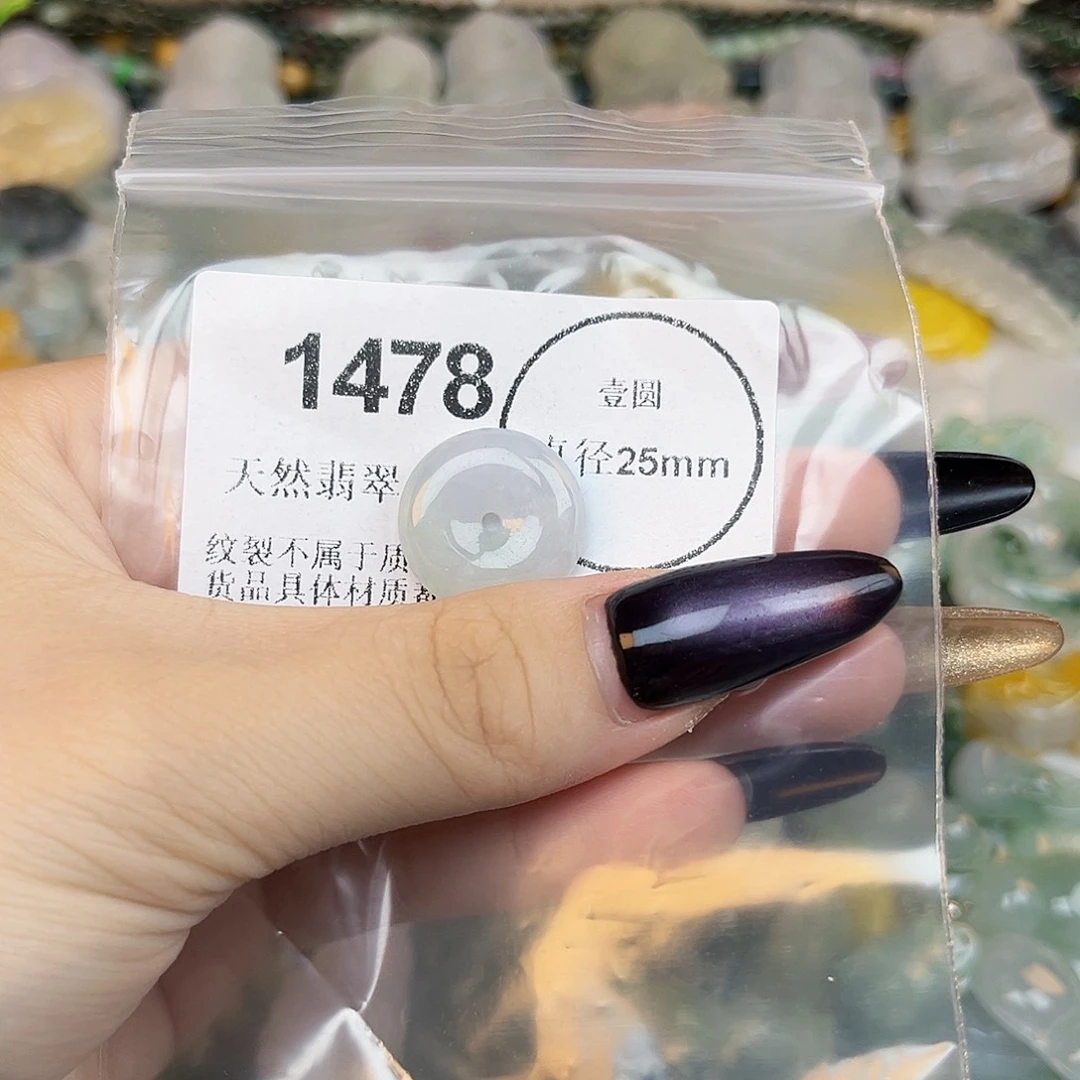 1478
壹圆
径25mm
天然翡翠
纹裂不属于质
货品具体材质